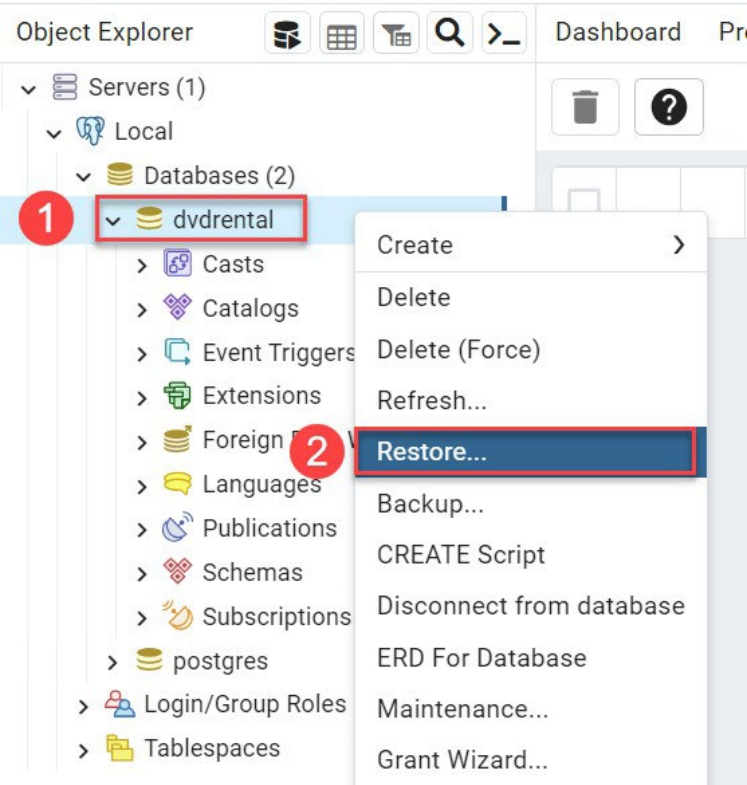 Object Explorer
Dashboard
Servers (1)
Local
Databases (2)
1
dvdrental
Create
Casts
Delete
Catalogs
Delete (Force)
Event Triggers
Refresh...
Extensions
2
Restore...
Foreign
Languages
Backup...
Publications
CREATE Script
Schemas
Disconnect from database
Subscriptions
ERD For Database
postgres
Login/Group Roles
Maintenance...
Tablespaces
Grant Wizard...